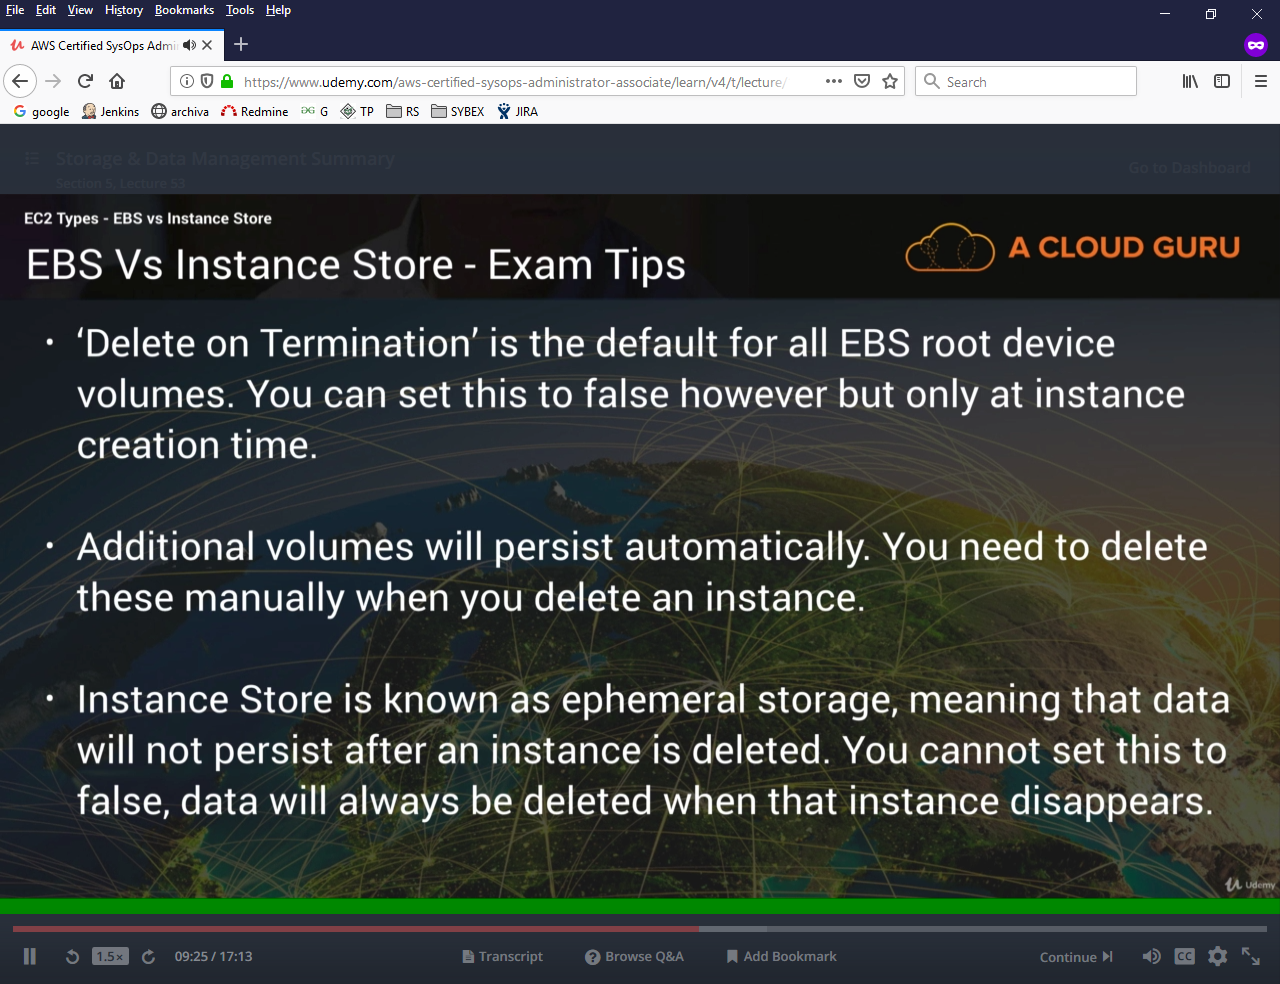 File Edit View History Bookmarks Tools Help
AWS Certified SysOps Admi
https://www.udemy.com/aws-certified-sysops-administrator-associate/learn/v4/t/lecture/
Search
google Jenkins archiva Redmine G TP RS SYBEX JIRA
Storage & Data Management Summary
Section 5, Lecture 53
Go to Dashboard
EC2 Types - EBS vs Instance Store
EBS Vs Instance Store - Exam Tips
A CLOUD GURU
• ‘Delete on Termination’ is the default for all EBS root device
volumes. You can set this to false however but only at instance
creation time.
• Additional volumes will persist automatically. You need to delete
these manually when you delete an instance.
• Instance Store is known as ephemeral storage, meaning that data
will not persist after an instance is deleted. You cannot set this to
false, data will always be deleted when that instance disappears.
Udemy
1.5× 09:25 / 17:13 Transcript Browse Q&A Add Bookmark Continue CC